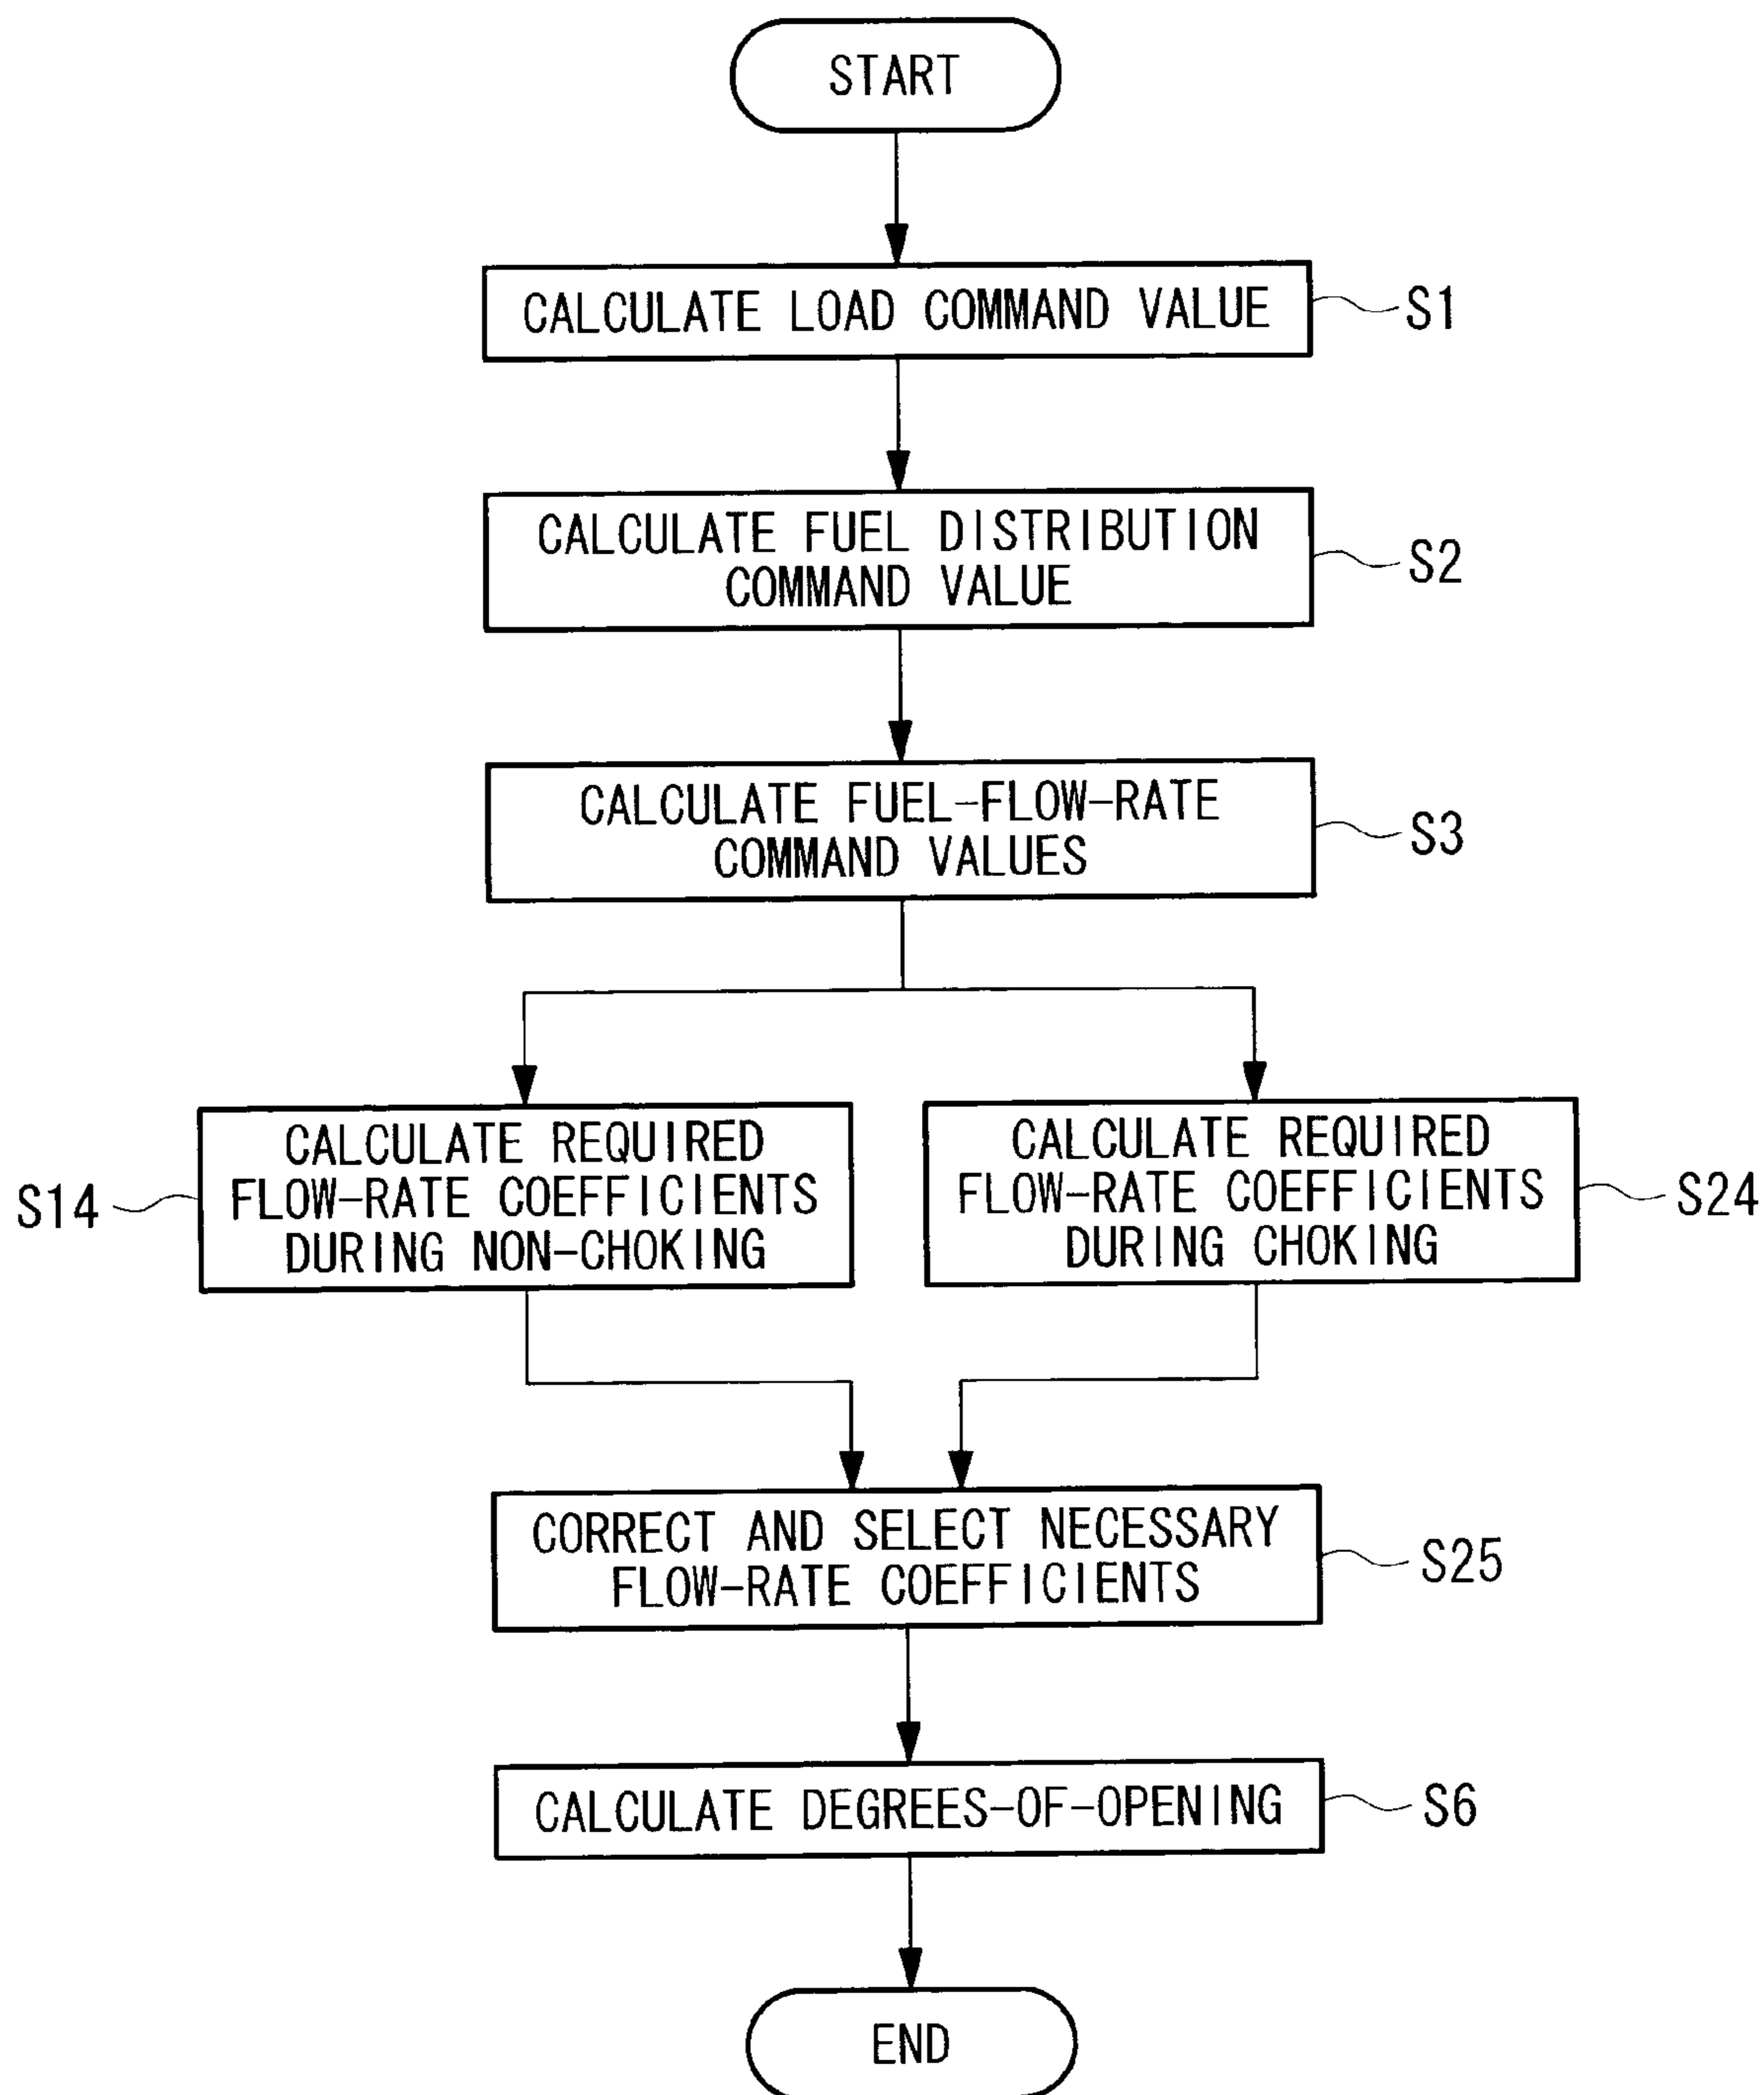 START
CALCULATE LOAD COMMAND VALUE
S1
CALCULATE FUEL DISTRIBUTION
COMMAND VALUE
S2
CALCULATE FUEL-FLOW-RATE
COMMAND VALUES
S3
S14
CALCULATE REQUIRED
FLOW-RATE COEFFICIENTS
DURING NON-CHOKING
CALCULATE REQUIRED
FLOW-RATE COEFFICIENTS
DURING CHOKING
S24
CORRECT AND SELECT NECESSARY
FLOW-RATE COEFFICIENTS
S25
CALCULATE DEGREES-OF-OPENING
S6
END